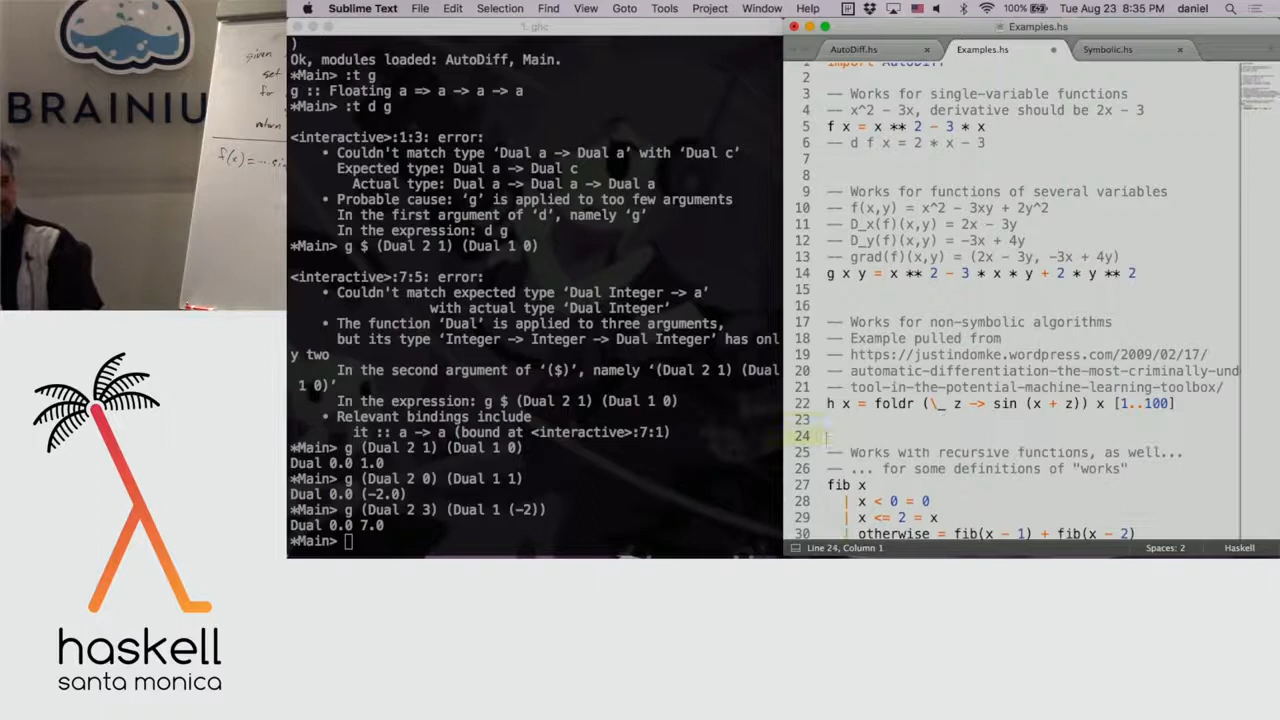 Sublime Text File Edit Selection Find View Goto Tools Project Window Help 100% Tue Aug 23 8:35 PM daniel
BRAINIU
given
set
for
return
f(x) = ... sin
1. ghc
)
Ok, modules loaded: AutoDiff, Main.
*Main> :t g
g :: Floating a => a -> a -> a
*Main> :t d g
<interactive>:1:3: error:
• Couldn't match type ‘Dual a -> Dual a’ with ‘Dual c’
Expected type: Dual a -> Dual c
Actual type: Dual a -> Dual a -> Dual a
• Probable cause: ‘g’ is applied to too few arguments
In the first argument of ‘d’, namely ‘g’
In the expression: d g
*Main> g $ (Dual 2 1) (Dual 1 0)
<interactive>:7:5: error:
• Couldn't match expected type ‘Dual Integer -> a’
with actual type ‘Dual Integer’
• The function ‘Dual’ is applied to three arguments,
but its type ‘Integer -> Integer -> Dual Integer’ has onl
y two
In the second argument of ‘($)’, namely ‘(Dual 2 1) (Dual
1 0)’
In the expression: g $ (Dual 2 1) (Dual 1 0)
• Relevant bindings include
it :: a -> a (bound at <interactive>:7:1)
*Main> g (Dual 2 1) (Dual 1 0)
Dual 0.0 1.0
*Main> g (Dual 2 0) (Dual 1 1)
Dual 0.0 (-2.0)
*Main> g (Dual 2 3) (Dual 1 (-2))
Dual 0.0 7.0
*Main>
Examples.hs
AutoDiff.hs Examples.hs Symbolic.hs
1 import AutoDiff
2
3 -- Works for single-variable functions
4 -- x^2 - 3x, derivative should be 2x - 3
5 f x = x ** 2 - 3 * x
6 -- d f x = 2 * x - 3
7
8
9 -- Works for functions of several variables
10 -- f(x,y) = x^2 - 3xy + 2y^2
11 -- D_x(f)(x,y) = 2x - 3y
12 -- D_y(f)(x,y) = -3x + 4y
13 -- grad(f)(x,y) = (2x - 3y, -3x + 4y)
14 g x y = x ** 2 - 3 * x * y + 2 * y ** 2
15
16
17 -- Works for non-symbolic algorithms
18 -- Example pulled from
19 -- https://justindomke.wordpress.com/2009/02/17/
20 -- automatic-differentiation-the-most-criminally-und
21 -- tool-in-the-potential-machine-learning-toolbox/
22 h x = foldr (\_ z -> sin (x + z)) x [1..100]
23
24
25 -- Works with recursive functions, as well...
26 -- ... for some definitions of "works"
27 fib x
28 | x < 0 = 0
29 | x <= 2 = x
30 | otherwise = fib(x - 1) + fib(x - 2)
Line 24, Column 1 Spaces: 2 Haskell
haskell
santa monica